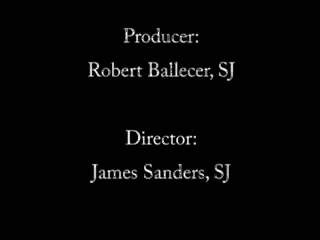 Producer:
Robert Ballecer, SJ
Director:
James Sanders, SJ